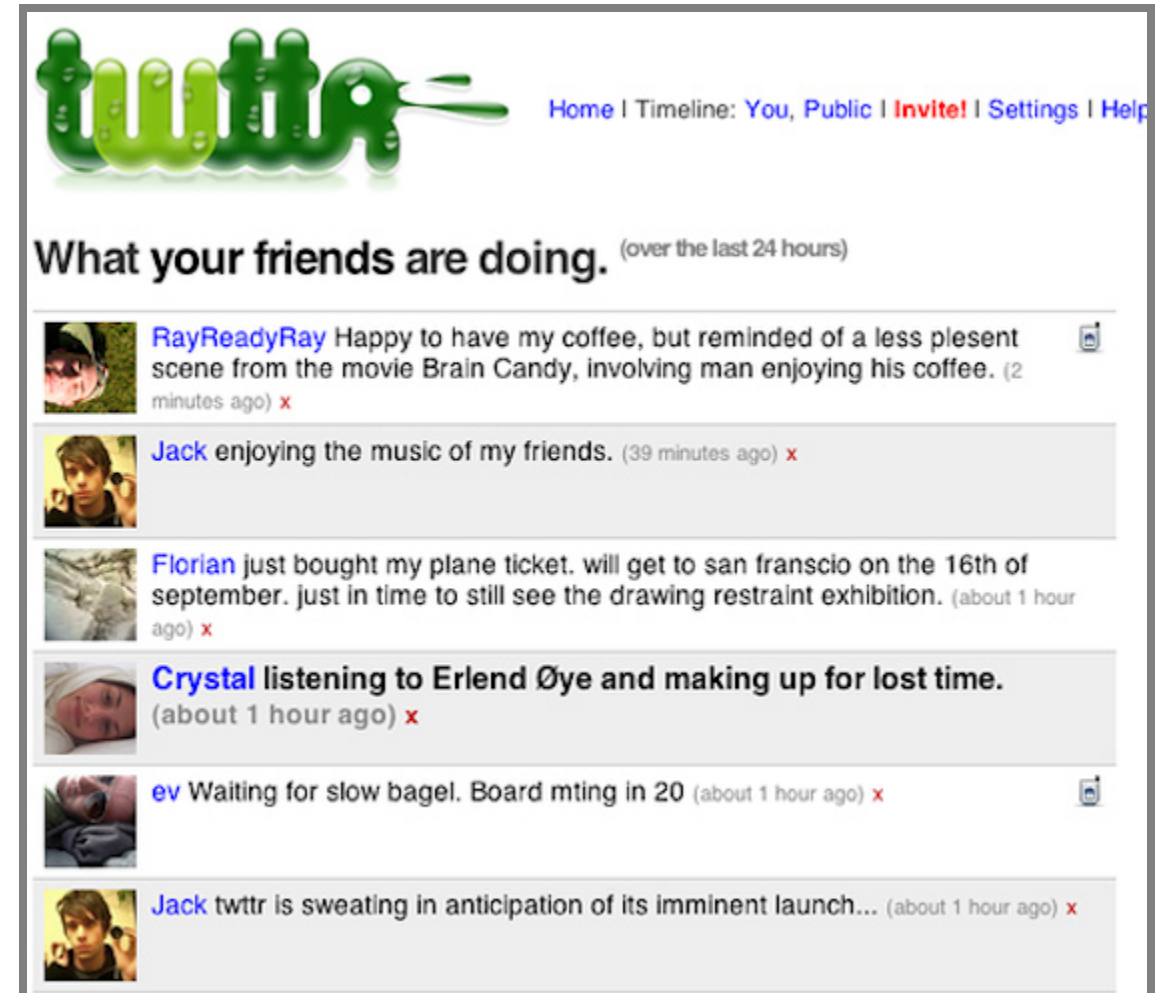 twttr
Home | Timeline: You, Public | Invite! | Settings | Help
What your friends are doing. (over the last 24 hours)
RayReadyRay Happy to have my coffee, but reminded of a less plesent
scene from the movie Brain Candy, involving man enjoying his coffee. (2
minutes ago) x
Jack enjoying the music of my friends. (39 minutes ago) x
Florian just bought my plane ticket. will get to san franscio on the 16th of
september. just in time to still see the drawing restraint exhibition. (about 1 hour
ago) x
Crystal listening to Erlend Øye and making up for lost time.
(about 1 hour ago) x
ev Waiting for slow bagel. Board mting in 20 (about 1 hour ago) x
Jack twttr is sweating in anticipation of its imminent launch... (about 1 hour ago) x